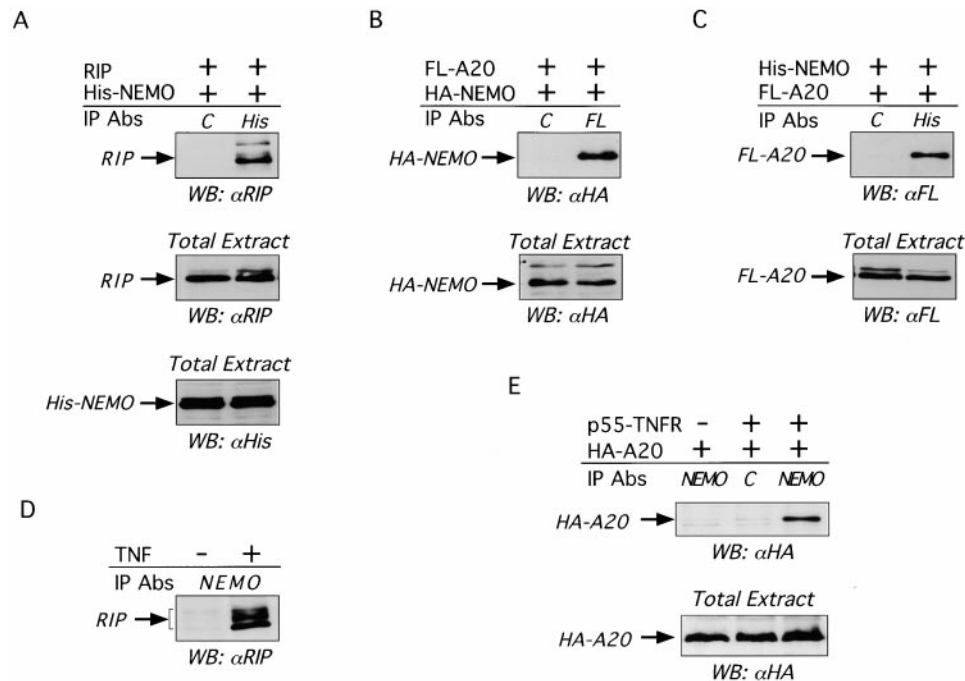 A
RIP + +
His-NEMO + +
IP Abs C His
RIP
WB: αRIP
Total Extract
RIP
WB: αRIP
Total Extract
His-NEMO
WB: αHis
B
FL-A20 + +
HA-NEMO + +
IP Abs C FL
HA-NEMO
WB: αHA
Total Extract
HA-NEMO
WB: αHA
C
His-NEMO + +
FL-A20 + +
IP Abs C His
FL-A20
WB: αFL
Total Extract
FL-A20
WB: αFL
D
TNF - +
IP Abs NEMO
RIP
WB: αRIP
E
p55-TNFR - + +
HA-A20 + + +
IP Abs NEMO C NEMO
HA-A20
WB: αHA
Total Extract
HA-A20
WB: αHA